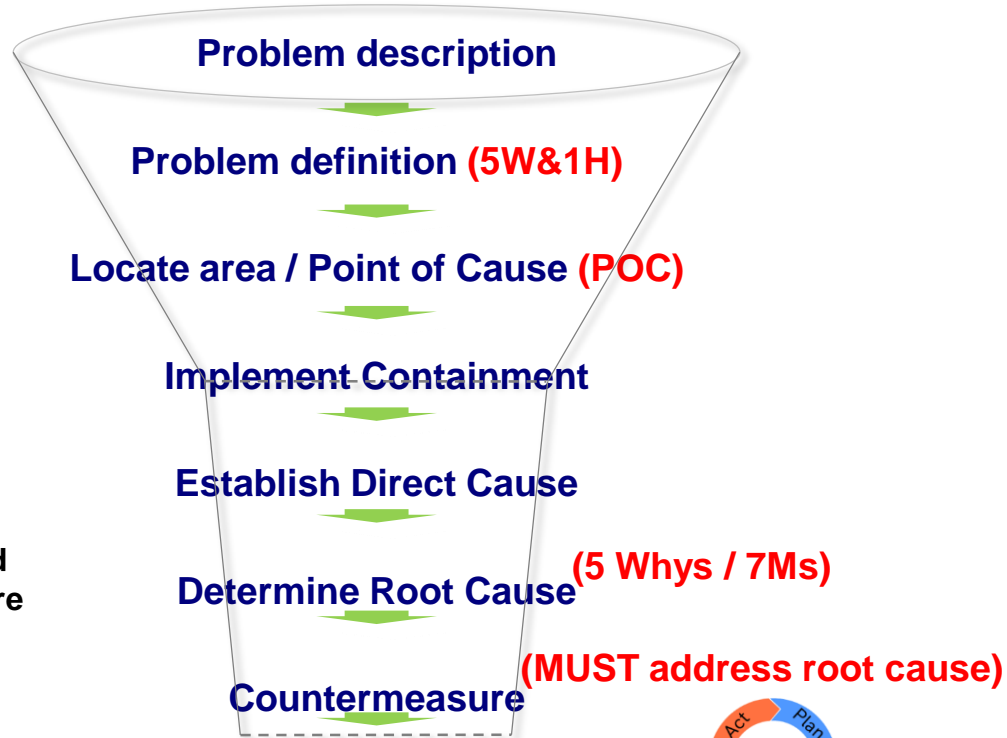 Problem description
Problem definition (5W&1H)
Locate area / Point of Cause (POC)
Implement Containment
Establish Direct Cause
(5 Whys / 7Ms)
Determine Root Cause
(MUST address root cause)
Countermeasure
Act
Plan